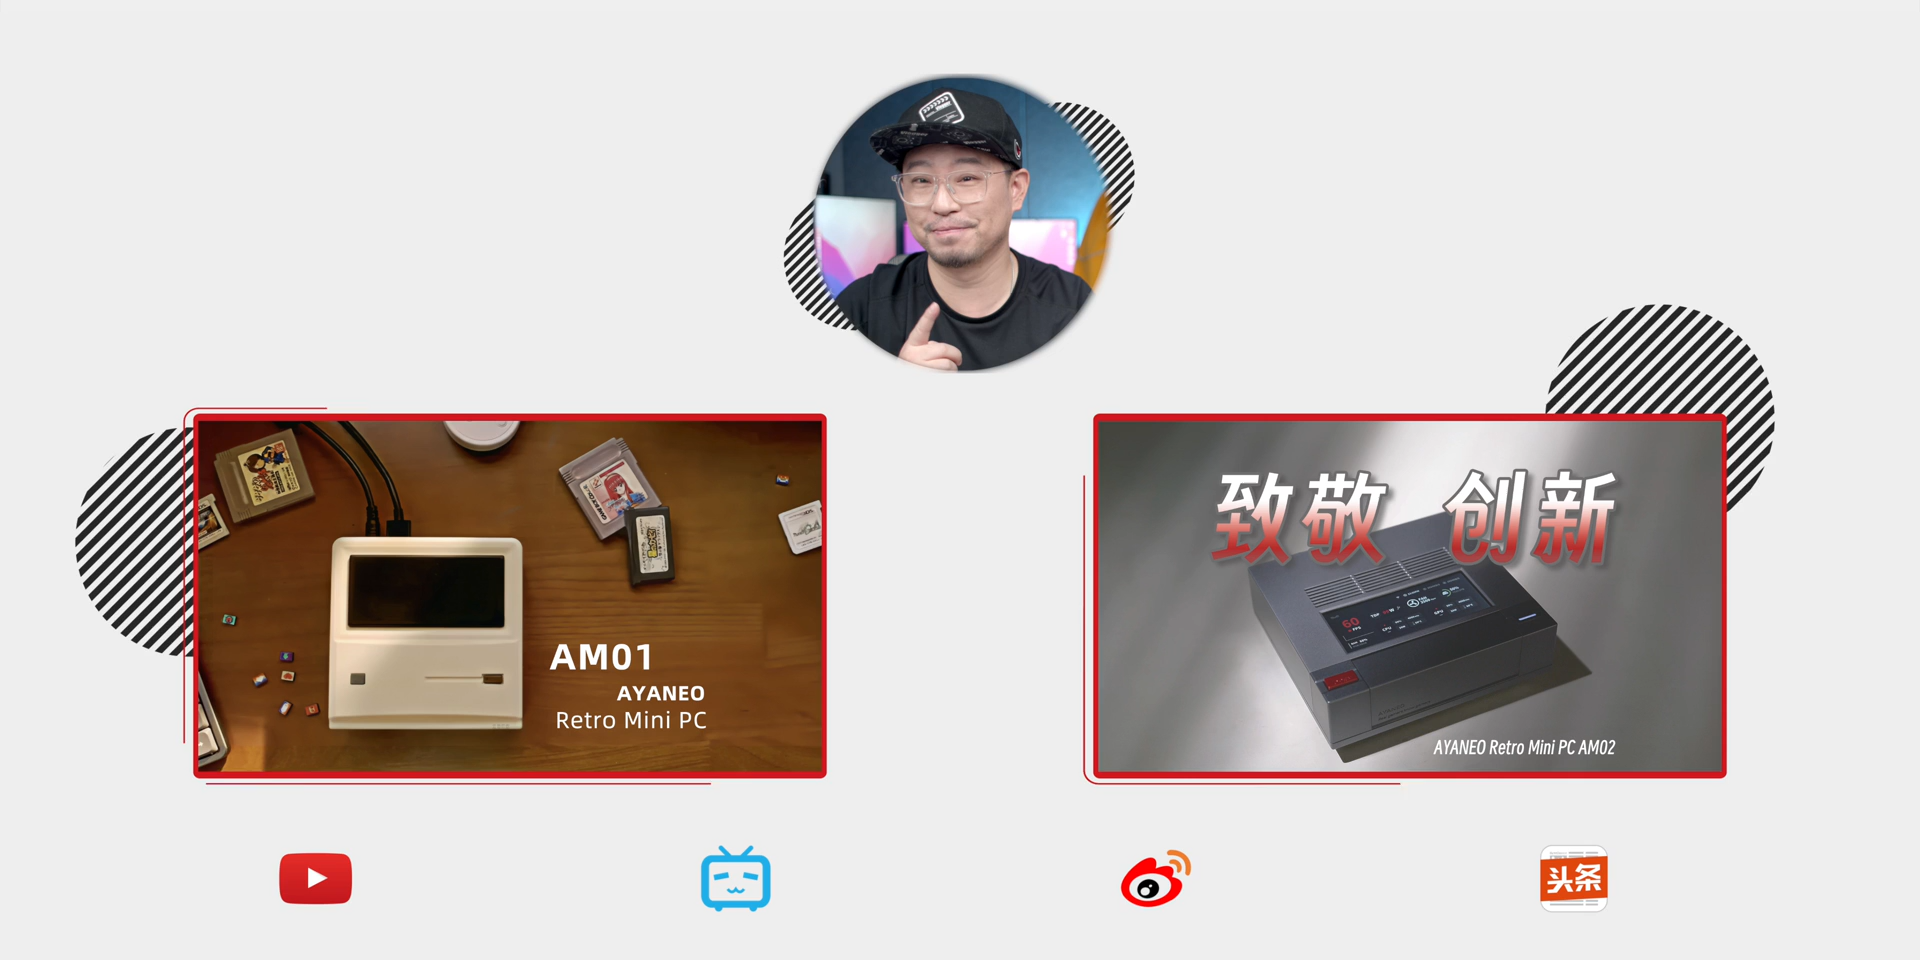 AM01
AYANEO
Retro Mini PC
致敬 创新
AYANEO Retro Mini PC AM02
头条